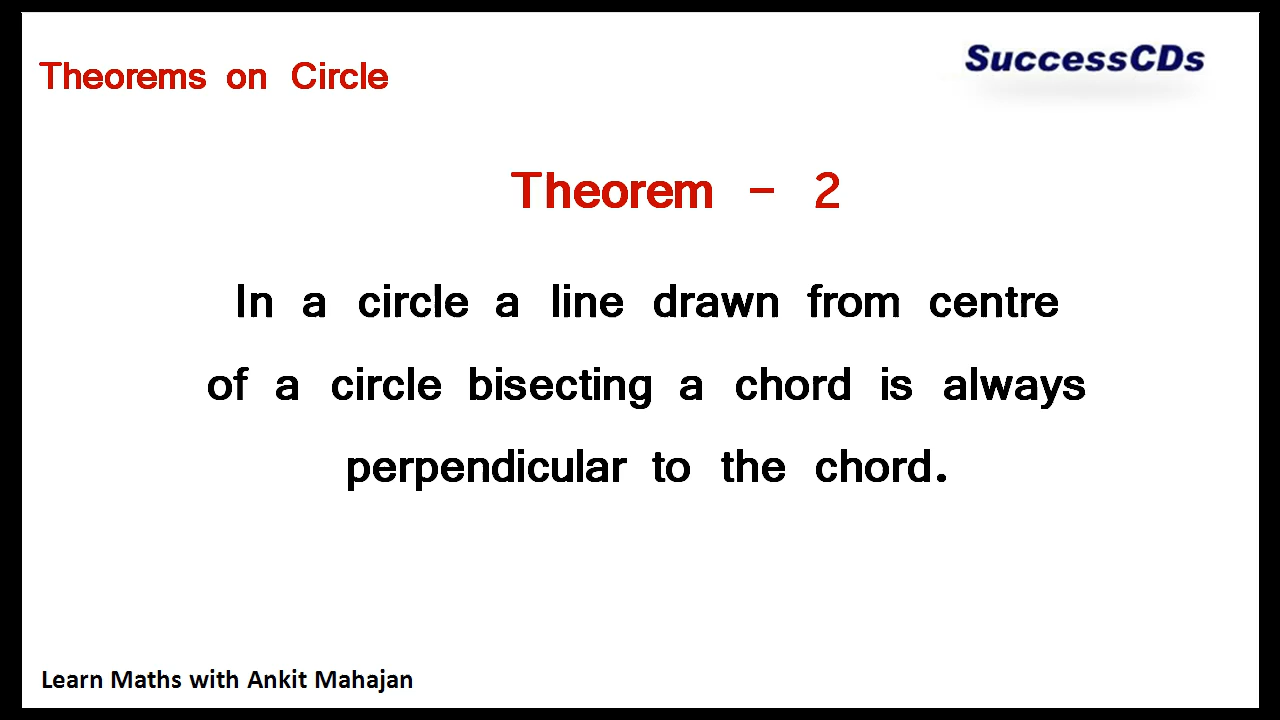 Theorems on Circle
SuccessCDs
Theorem - 2
In a circle a line drawn from centre
of a circle bisecting a chord is always
perpendicular to the chord.
Learn Maths with Ankit Mahajan